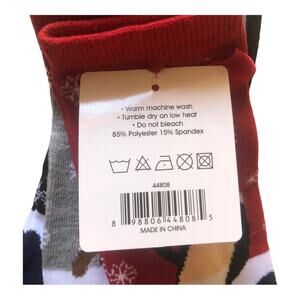 • Warm machine wash
• Tumble dry on low heat
• Do not bleach
85% Polyester 15% Spandex
44808
8 98806 44808 5
MADE IN CHINA